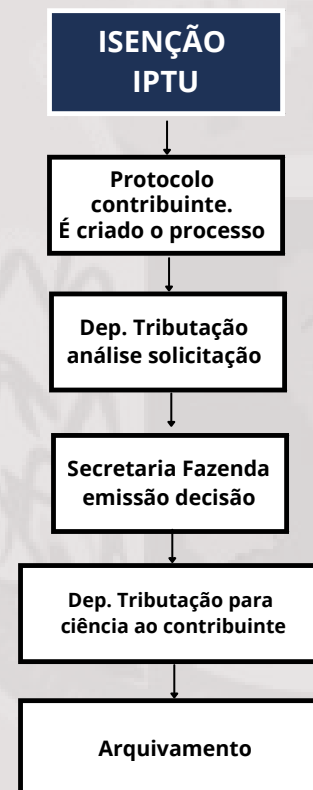 ISENÇÃO
IPTU
Protocolo
contribuinte.
É criado o processo
Dep. Tributação
análise solicitação
Secretaria Fazenda
emissão decisão
Dep. Tributação para
ciência ao contribuinte
Arquivamento